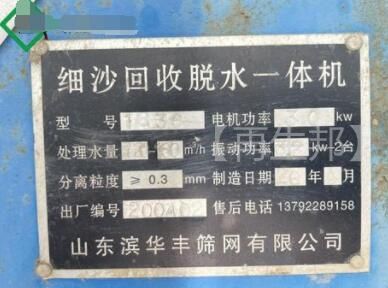 细沙回收脱水一体机
型 号 电机功率 kw
处理水量 m³/h 振动功率 kw-2台
分离粒度 ≥0.3 mm 制造日期 年 月
出厂编号 售后电话 13792289158
山东滨华丰筛网有限公司
【再生邦】